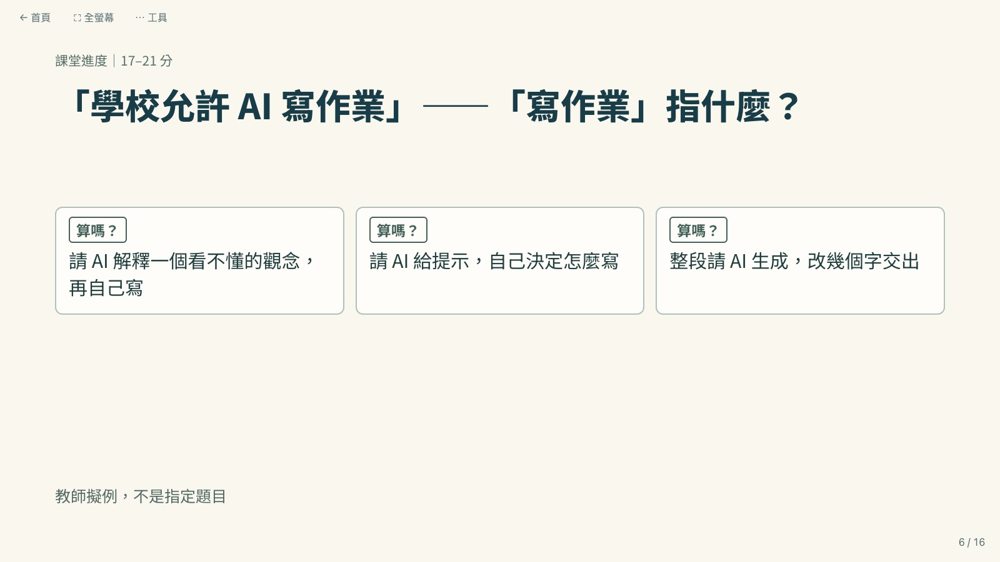 ← 首頁
全螢幕
⋯ 工具
課堂進度｜17–21 分
「學校允許 AI 寫作業」——「寫作業」指什麼？
算嗎？
請 AI 解釋一個看不懂的觀念，
再自己寫
算嗎？
請 AI 給提示，自己決定怎麼寫
算嗎？
整段請 AI 生成，改幾個字交出
教師擬例，不是指定題目
6 / 16